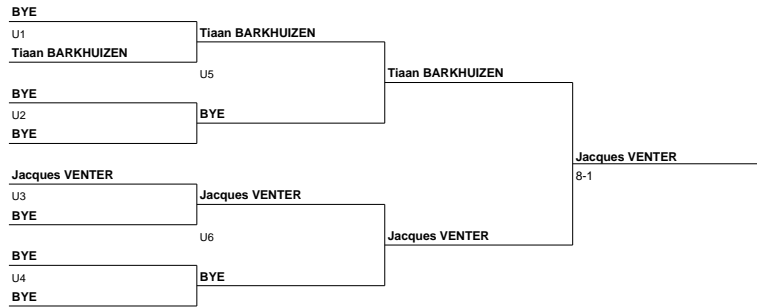 BYE
U1
Tiaan BARKHUIZEN
Tiaan BARKHUIZEN
U5
Tiaan BARKHUIZEN
BYE
U2
BYE
BYE
Jacques VENTER
8-1
Jacques VENTER
U3
Jacques VENTER
BYE
U6
Jacques VENTER
BYE
U4
BYE
BYE